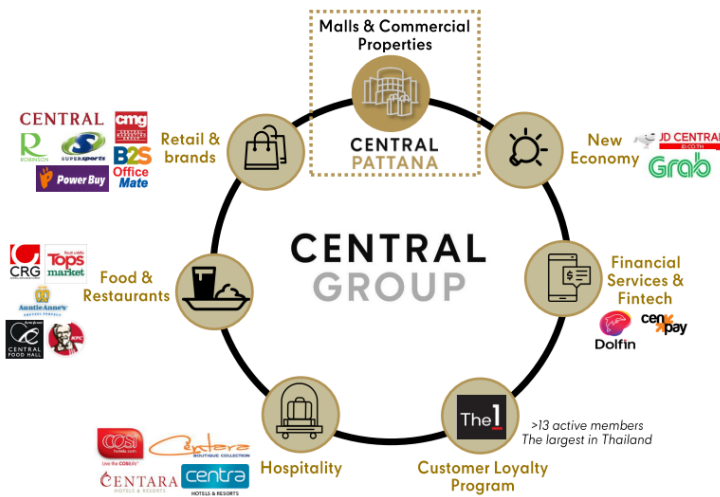 Malls & Commercial
Properties
CENTRAL
PATTANA
CENTRAL
cmg
R
ROBINSON
SUPERSports
B2S
Power Buy
Office
Mate
Retail &
brands
New
Economy
JD CENTRAL
JD.CO.TH
Grab
CENTRAL
GROUP
CRG
Tops
market
Food &
Restaurants
AuntieAnne's
CENTRAL
FOOD HALL
KFC
Financial
Services &
Fintech
Dolfin
cenpay
COSI
Centara
BOUTIQUE COLLECTION
CENTARA
HOTELS & RESORTS
centra
HOTELS & RESORTS
Hospitality
The1
Customer Loyalty
Program
>13 active members
The largest in Thailand